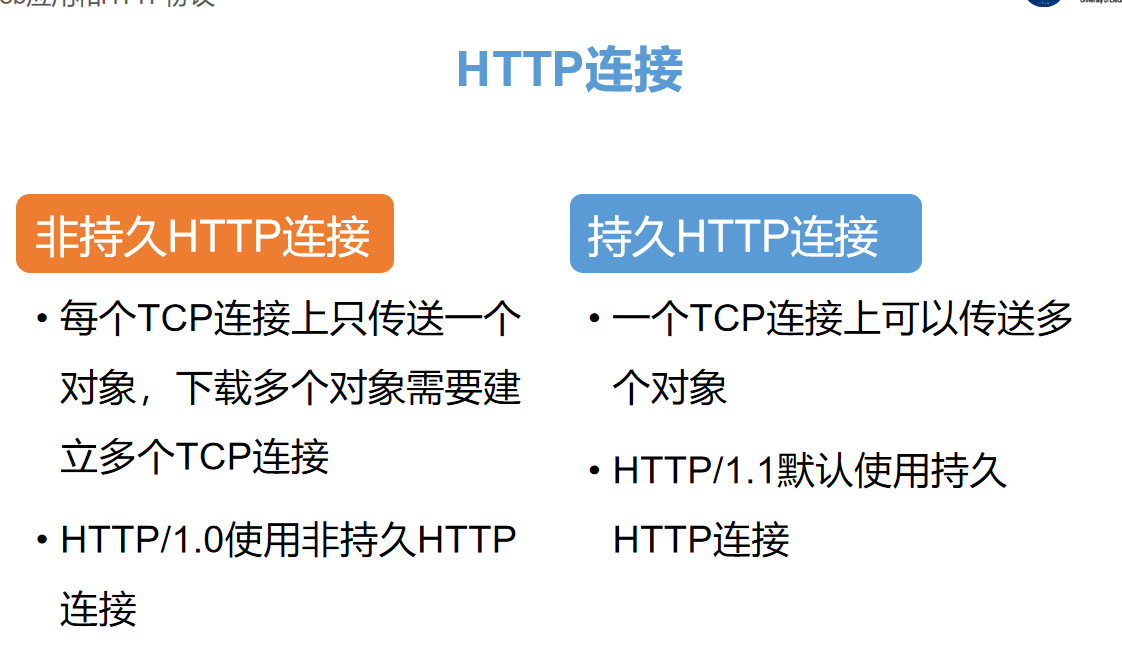 HTTP连接
非持久HTTP连接
• 每个TCP连接上只传送一个
对象，下载多个对象需要建
立多个TCP连接
• HTTP/1.0使用非持久HTTP
连接
持久HTTP连接
• 一个TCP连接上可以传送多
个对象
• HTTP/1.1默认使用持久
HTTP连接